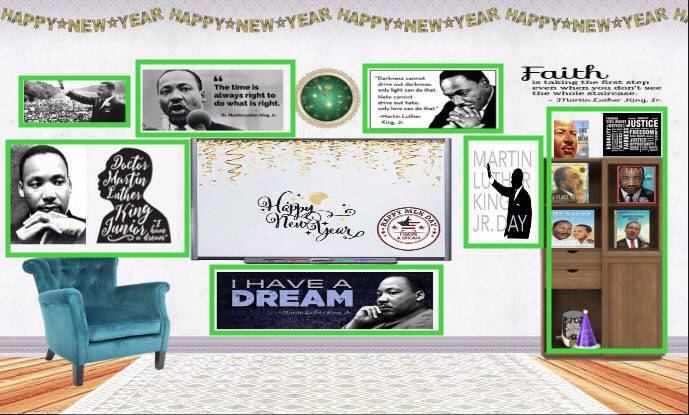 HAPPY★NEW★YEAR HAPPY★NEW★YEAR HAPPY★NEW★YEAR HAPPY★NEW★YEAR H
“
The time is
always right to
do what is right.
Dr. Martin Luther King, Jr.
"Darkness cannot
drive out darkness:
only light can do that.
Hate cannot
drive out hate:
only love can do that."
~Martin Luther
King, Jr.
Faith
is taking the first step
even when you don't see
the whole staircase.
~ Martin Luther King, Jr.
JUSTICE
FREEDOM
Doctor
Martin
Luther
King
Junior
"I have
a dream"
Happy
New Year
HAPPY MLK DAY
I HAVE
A DREAM
MARTIN
LUTHER
KING
JR. DAY
I HAVE A
DREAM
~Martin Luther King, Jr.
I AM
MY DADDY